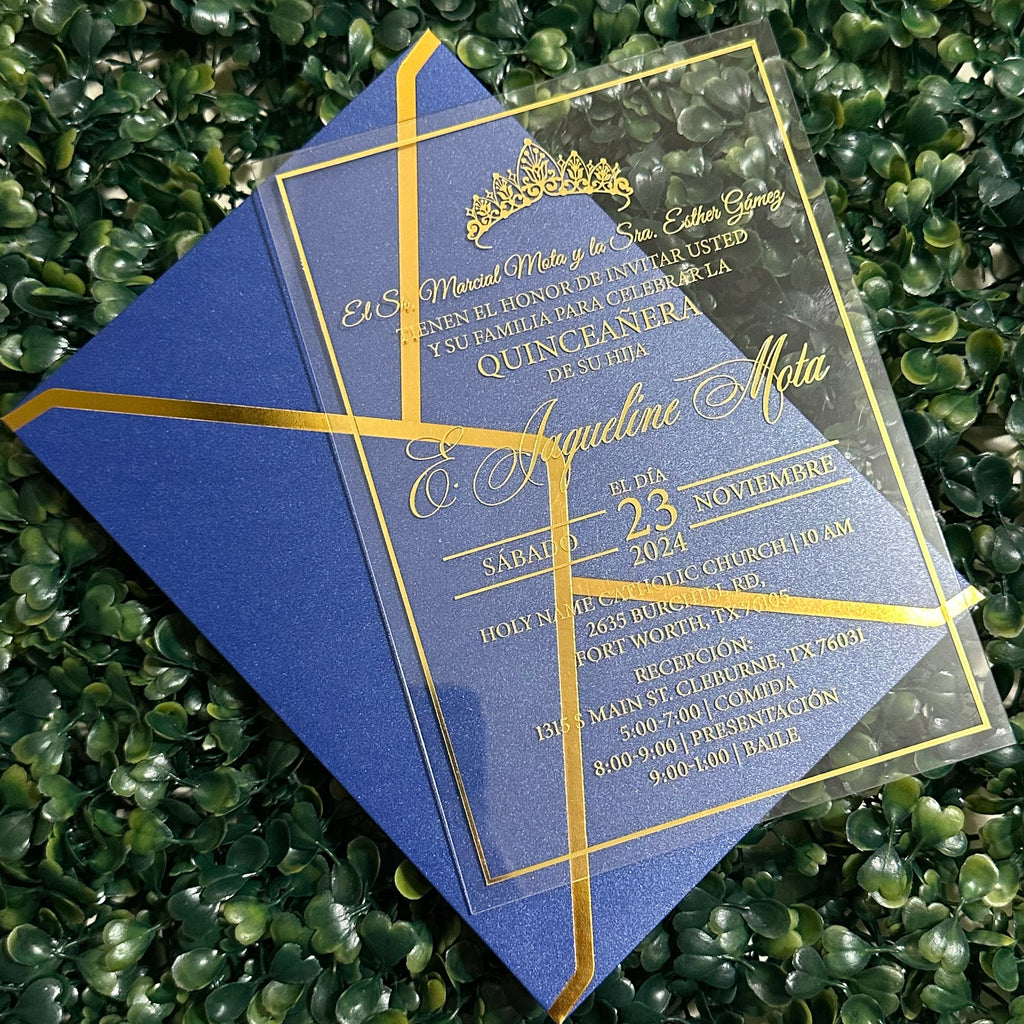 El Sr. Marcial Mota y la Sra. Esther Gámez
TIENEN EL HONOR DE INVITAR USTED
Y SU FAMILIA PARA CELEBRAR LA
QUINCEAÑERA
DE SU HIJA
E. Jaqueline Mota
EL DÍA
SÁBADO 23 NOVIEMBRE
2024
HOLY NAME CATHOLIC CHURCH | 10 AM
2635 BURCHILL RD,
FORT WORTH, TX 76105
RECEPCIÓN:
1315 S MAIN ST. CLEBURNE, TX 76031
5:00-7:00 | COMIDA
8:00-9:00 | PRESENTACIÓN
9:00-1:00 | BAILE